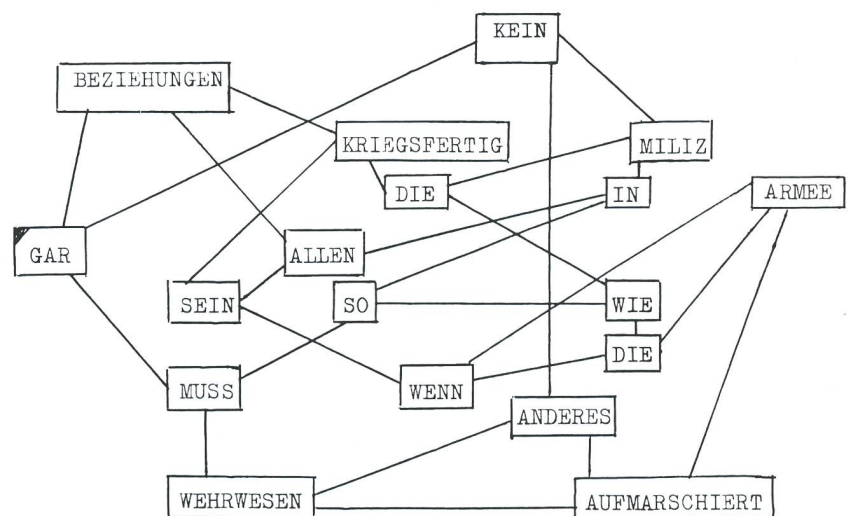 KEIN
BEZIEHUNGEN
KRIEGSFERTIG
MILIZ
DIE
IN
ARMEE
GAR
ALLEN
SEIN
SO
WIE
DIE
MUSS
WENN
ANDERES
WEHRWESEN
AUFMARSCHIERT